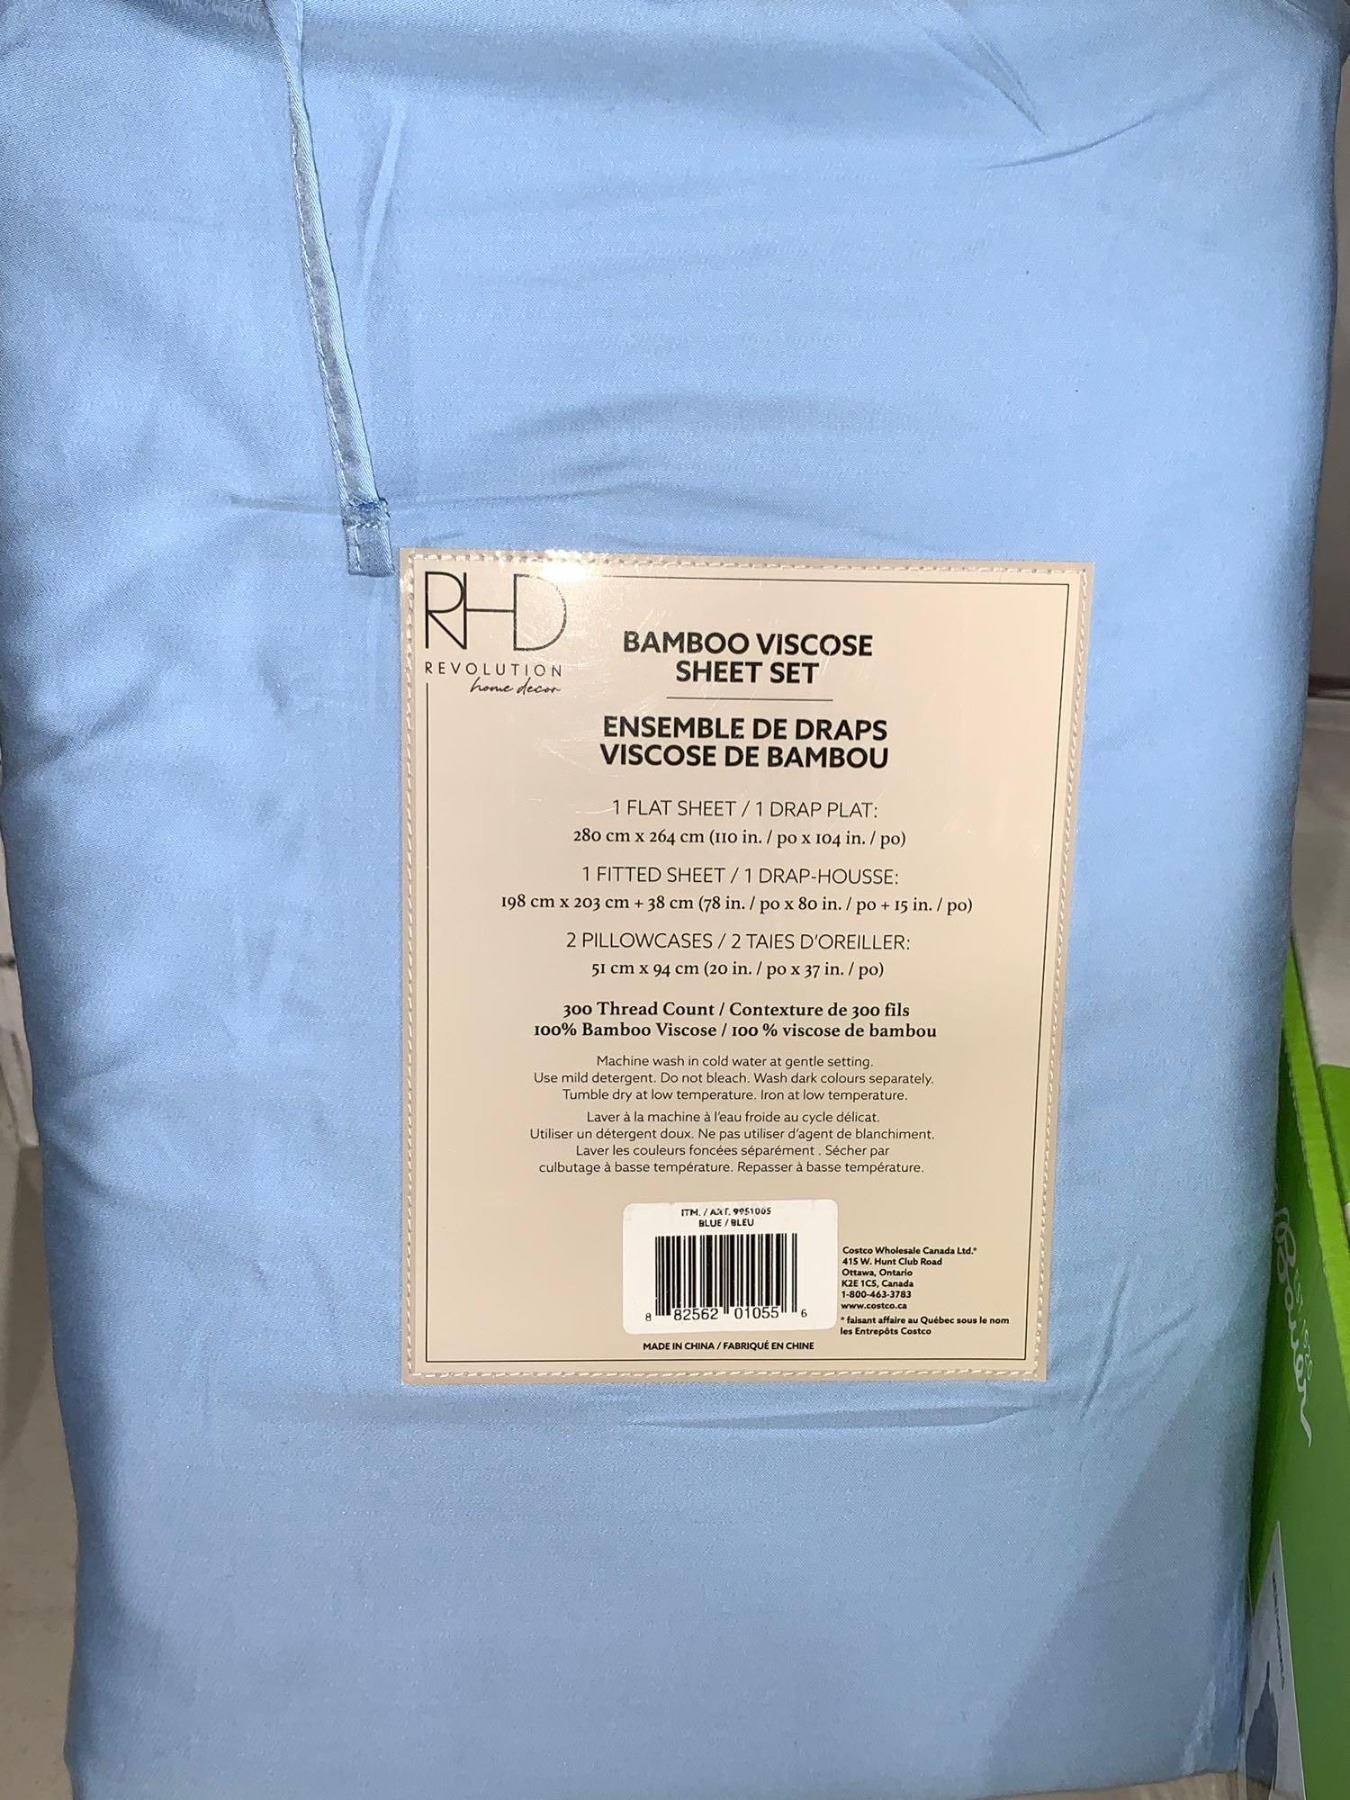 RHD
REVOLUTION
home decor
BAMBOO VISCOSE
SHEET SET
ENSEMBLE DE DRAPS
VISCOSE DE BAMBOU
1 FLAT SHEET / 1 DRAP PLAT:
280 cm x 264 cm (110 in. / po x 104 in. / po)
1 FITTED SHEET / 1 DRAP-HOUSSE:
198 cm x 203 cm + 38 cm (78 in. / po x 80 in. / po + 15 in. / po)
2 PILLOWCASES / 2 TAIES D'OREILLER:
51 cm x 94 cm (20 in. / po x 37 in. / po)
300 Thread Count / Contexture de 300 fils
100% Bamboo Viscose / 100 % viscose de bambou
Machine wash in cold water at gentle setting.
Use mild detergent. Do not bleach. Wash dark colours separately.
Tumble dry at low temperature. Iron at low temperature.
Laver à la machine à l'eau froide au cycle délicat.
Utiliser un détergent doux. Ne pas utiliser d'agent de blanchiment.
Laver les couleurs foncées séparément . Sécher par
culbutage à basse température. Repasser à basse température.
ITM. / ART. 9951005
BLUE / BLEU
8 82562 01055 6
Costco Wholesale Canada Ltd.*
415 W. Hunt Club Road
Ottawa, Ontario
K2E 1C5, Canada
1-800-463-3783
www.costco.ca
* faisant affaire au Québec sous le nom
les Entrepôts Costco
MADE IN CHINA / FABRIQUÉ EN CHINE